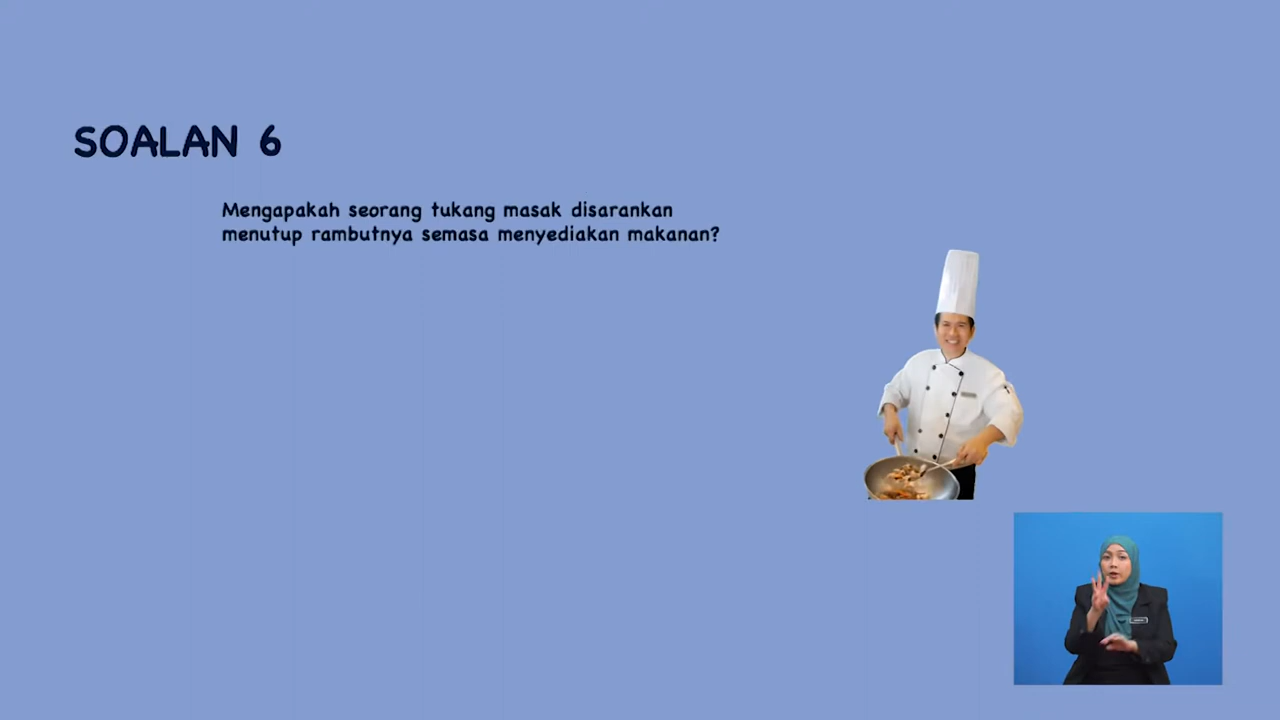 SOALAN 6
Mengapakah seorang tukang masak disarankan
menutup rambutnya semasa menyediakan makanan?